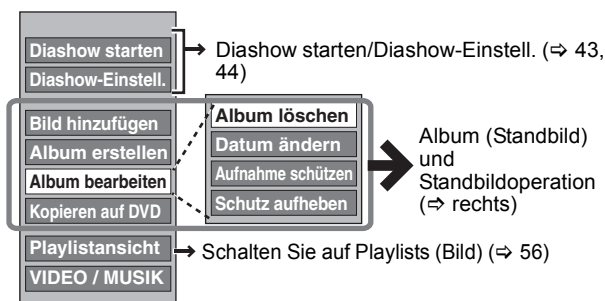 Diashow starten
Diashow-Einstell.
Diashow starten/Diashow-Einstell. (⇨ 43,
44)
Bild hinzufügen
Album erstellen
Album bearbeiten
Kopieren auf DVD
Album löschen
Datum ändern
Aufnahme schützen
Schutz aufheben
Album (Standbild)
und
Standbildoperation
(⇨ rechts)
Playlistansicht
VIDEO / MUSIK
Schalten Sie auf Playlists (Bild) (⇨ 56)